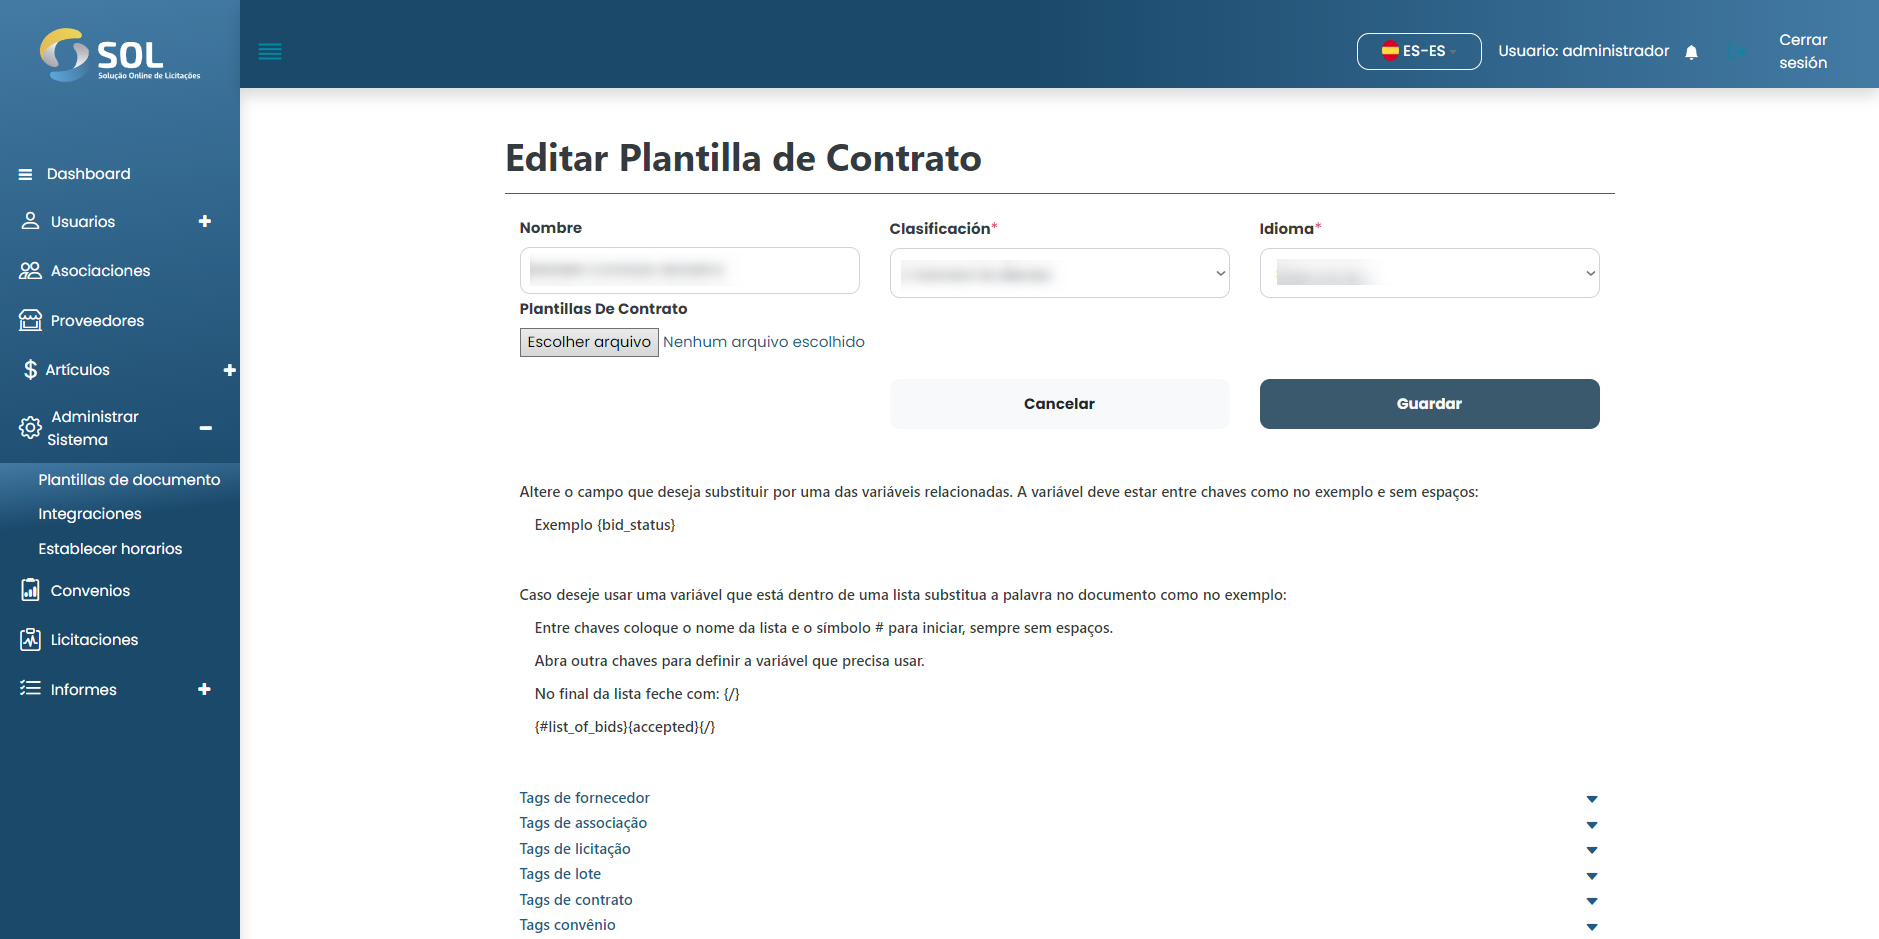 SOL
Solução Online de Licitações
ES-ES
Usuario: administrador
Cerrar
sesión
Dashboard
Usuarios
Asociaciones
Proveedores
Artículos
Administrar
Sistema
Plantillas de documento
Integraciones
Establecer horarios
Convenios
Licitaciones
Informes
Editar Plantilla de Contrato
Nombre
Clasificación*
Idioma*
Plantillas De Contrato
Escolher arquivo Nenhum arquivo escolhido
Cancelar
Guardar
Altere o campo que deseja substituir por uma das variáveis relacionadas. A variável deve estar entre chaves como no exemplo e sem espaços:
Exemplo {bid_status}
Caso deseje usar uma variável que está dentro de uma lista substitua a palavra no documento como no exemplo:
Entre chaves coloque o nome da lista e o símbolo # para iniciar, sempre sem espaços.
Abra outra chaves para definir a variável que precisa usar.
No final da lista feche com: {/}
{#list_of_bids}{accepted}{/}
Tags de fornecedor
Tags de associação
Tags de licitação
Tags de lote
Tags de contrato
Tags convênio